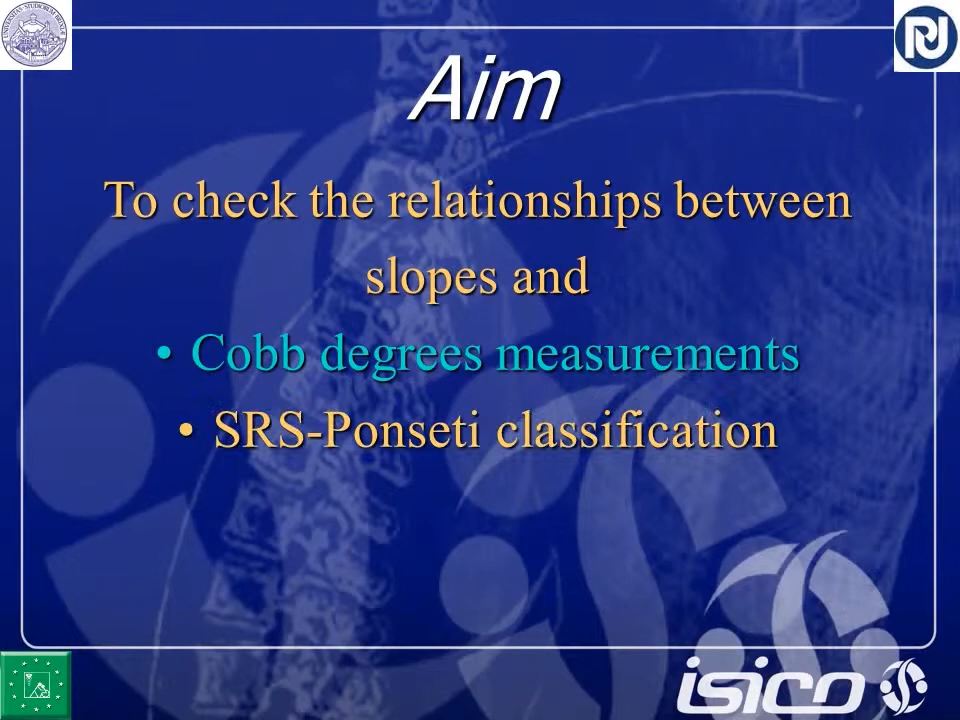 Aim
To check the relationships between
slopes and
• Cobb degrees measurements
• SRS-Ponseti classification
isico